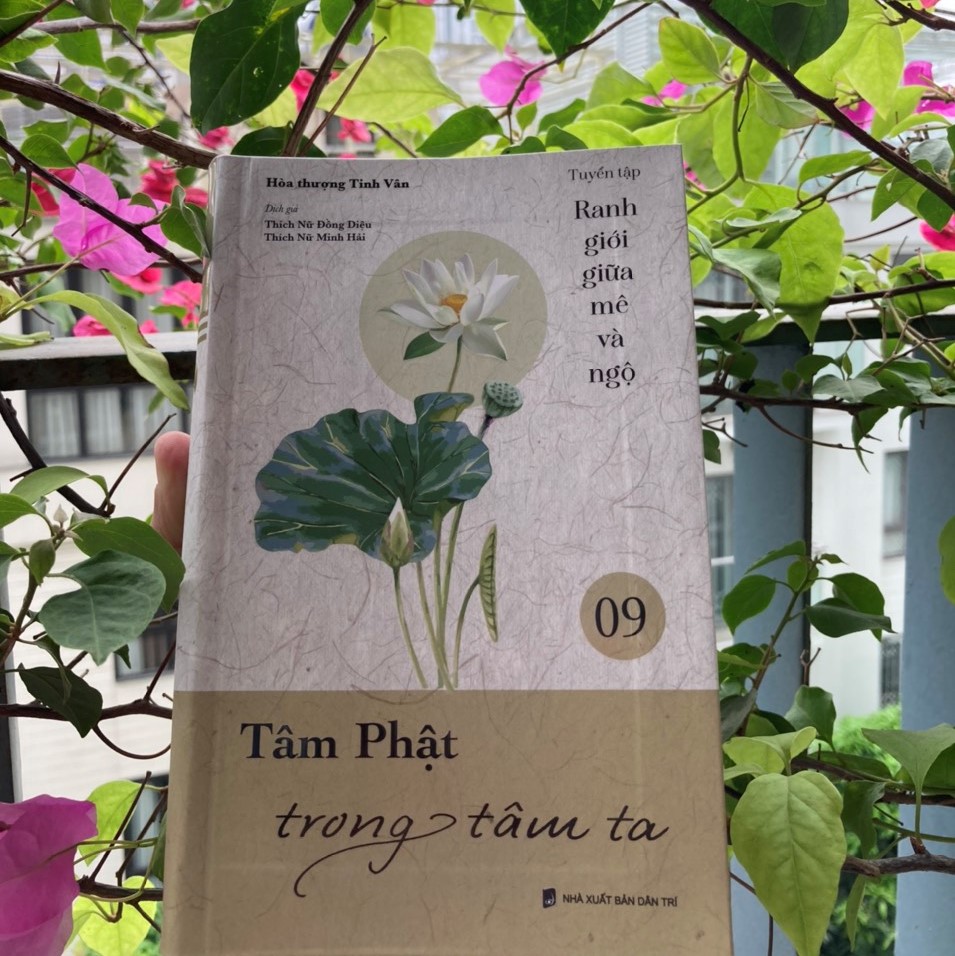 Hòa thượng Tinh Vân
Dịch giả
Thích Nữ Đồng Diệu
Thích Nữ Minh Hải
Tuyển tập
Ranh
giới
giữa
mê
và
ngộ
09
Tâm Phật
trong tâm ta
NHÀ XUẤT BẢN DÂN TRÍ